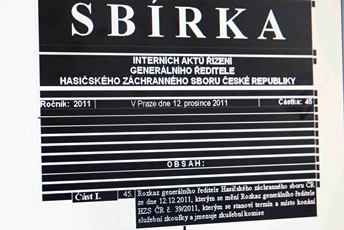 SBÍRKA
INTERNÍCH AKTŮ ŘÍZENÍ
GENERÁLNÍHO ŘEDITELE
HASIČSKÉHO ZÁCHRANNÉHO SBORU ČESKÉ REPUBLIKY
Ročník: 2011 V Praze dne 12. prosince 2011 Částka: 45
OBSAH:
Část I. 45. Rozkaz generálního ředitele Hasičského záchranného sboru ČR
ze dne 12.12.2011, kterým se mění Rozkaz generálního ředitele
HZS ČR č. 39/2011, kterým se stanoví termín a místo konání
služební zkoušky a jmenuje zkušební komise